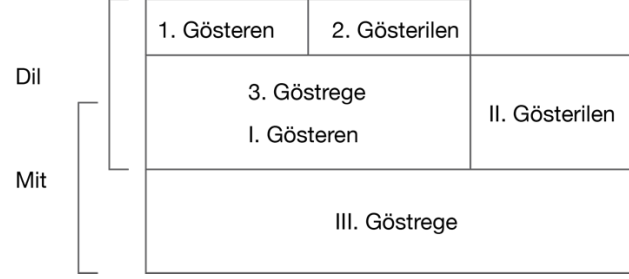 1. Gösteren
2. Gösterilen
Dil
3. Göstrege
I. Gösteren
II. Gösterilen
Mit
III. Göstrege